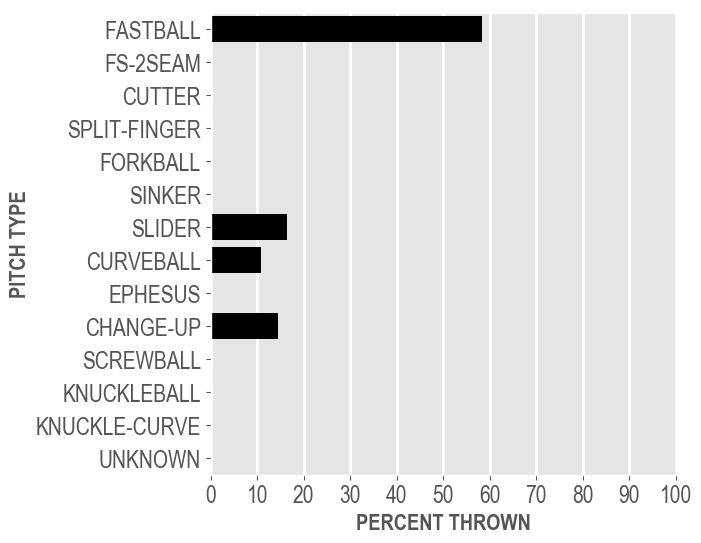 FASTBALL
FS-2SEAM
CUTTER
SPLIT-FINGER
FORKBALL
SINKER
SLIDER
CURVEBALL
EPHESUS
CHANGE-UP
SCREWBALL
KNUCKLEBALL
KNUCKLE-CURVE
UNKNOWN
PITCH TYPE
0 10 20 30 40 50 60 70 80 90 100
PERCENT THROWN